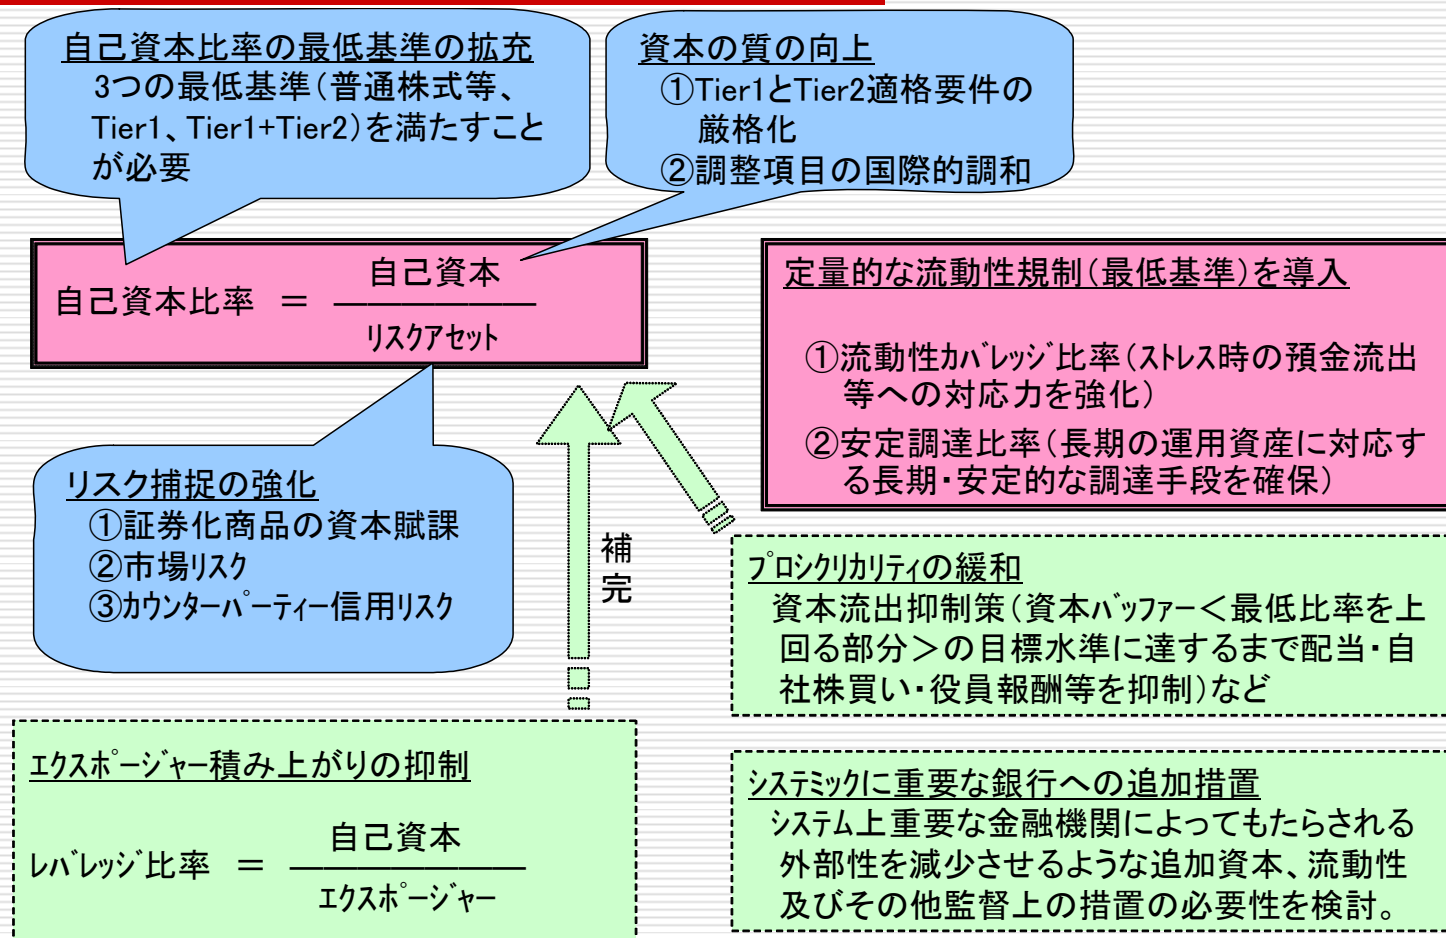 自己資本比率の最低基準の拡充
3つの最低基準（普通株式等、
Tier1、Tier1+Tier2）を満たすこと
が必要
資本の質の向上
①Tier1とTier2適格要件の
厳格化
②調整項目の国際的調和
自己資本
自己資本比率 ＝
リスクアセット
定量的な流動性規制（最低基準）を導入
①流動性ｶﾊﾞﾚｯｼﾞ比率（ｽﾄﾚｽ時の預金流出
等への対応力を強化）
②安定調達比率（長期の運用資産に対応す
る長期・安定的な調達手段を確保）
リスク捕捉の強化
①証券化商品の資本賦課
②市場ﾘｽｸ
③ｶｳﾝﾀｰﾊﾟｰﾃｨｰ信用ﾘｽｸ
補
完
ﾌﾟﾛｼｸﾘｶﾘﾃｨの緩和
資本流出抑制策（資本ﾊﾞｯﾌｧｰ＜最低比率を上
回る部分＞の目標水準に達するまで配当・自
社株買い・役員報酬等を抑制）など
ｴｸｽﾎﾟｰｼﾞｬｰ積み上がりの抑制
自己資本
ﾚﾊﾞﾚｯｼﾞ比率 ＝
ｴｸｽﾎﾟｰｼﾞｬｰ
ｼｽﾃﾐｯｸに重要な銀行への追加措置
ｼｽﾃﾑ上重要な金融機関によってもたらされる
外部性を減少させるような追加資本、流動性
及びその他監督上の措置の必要性を検討。